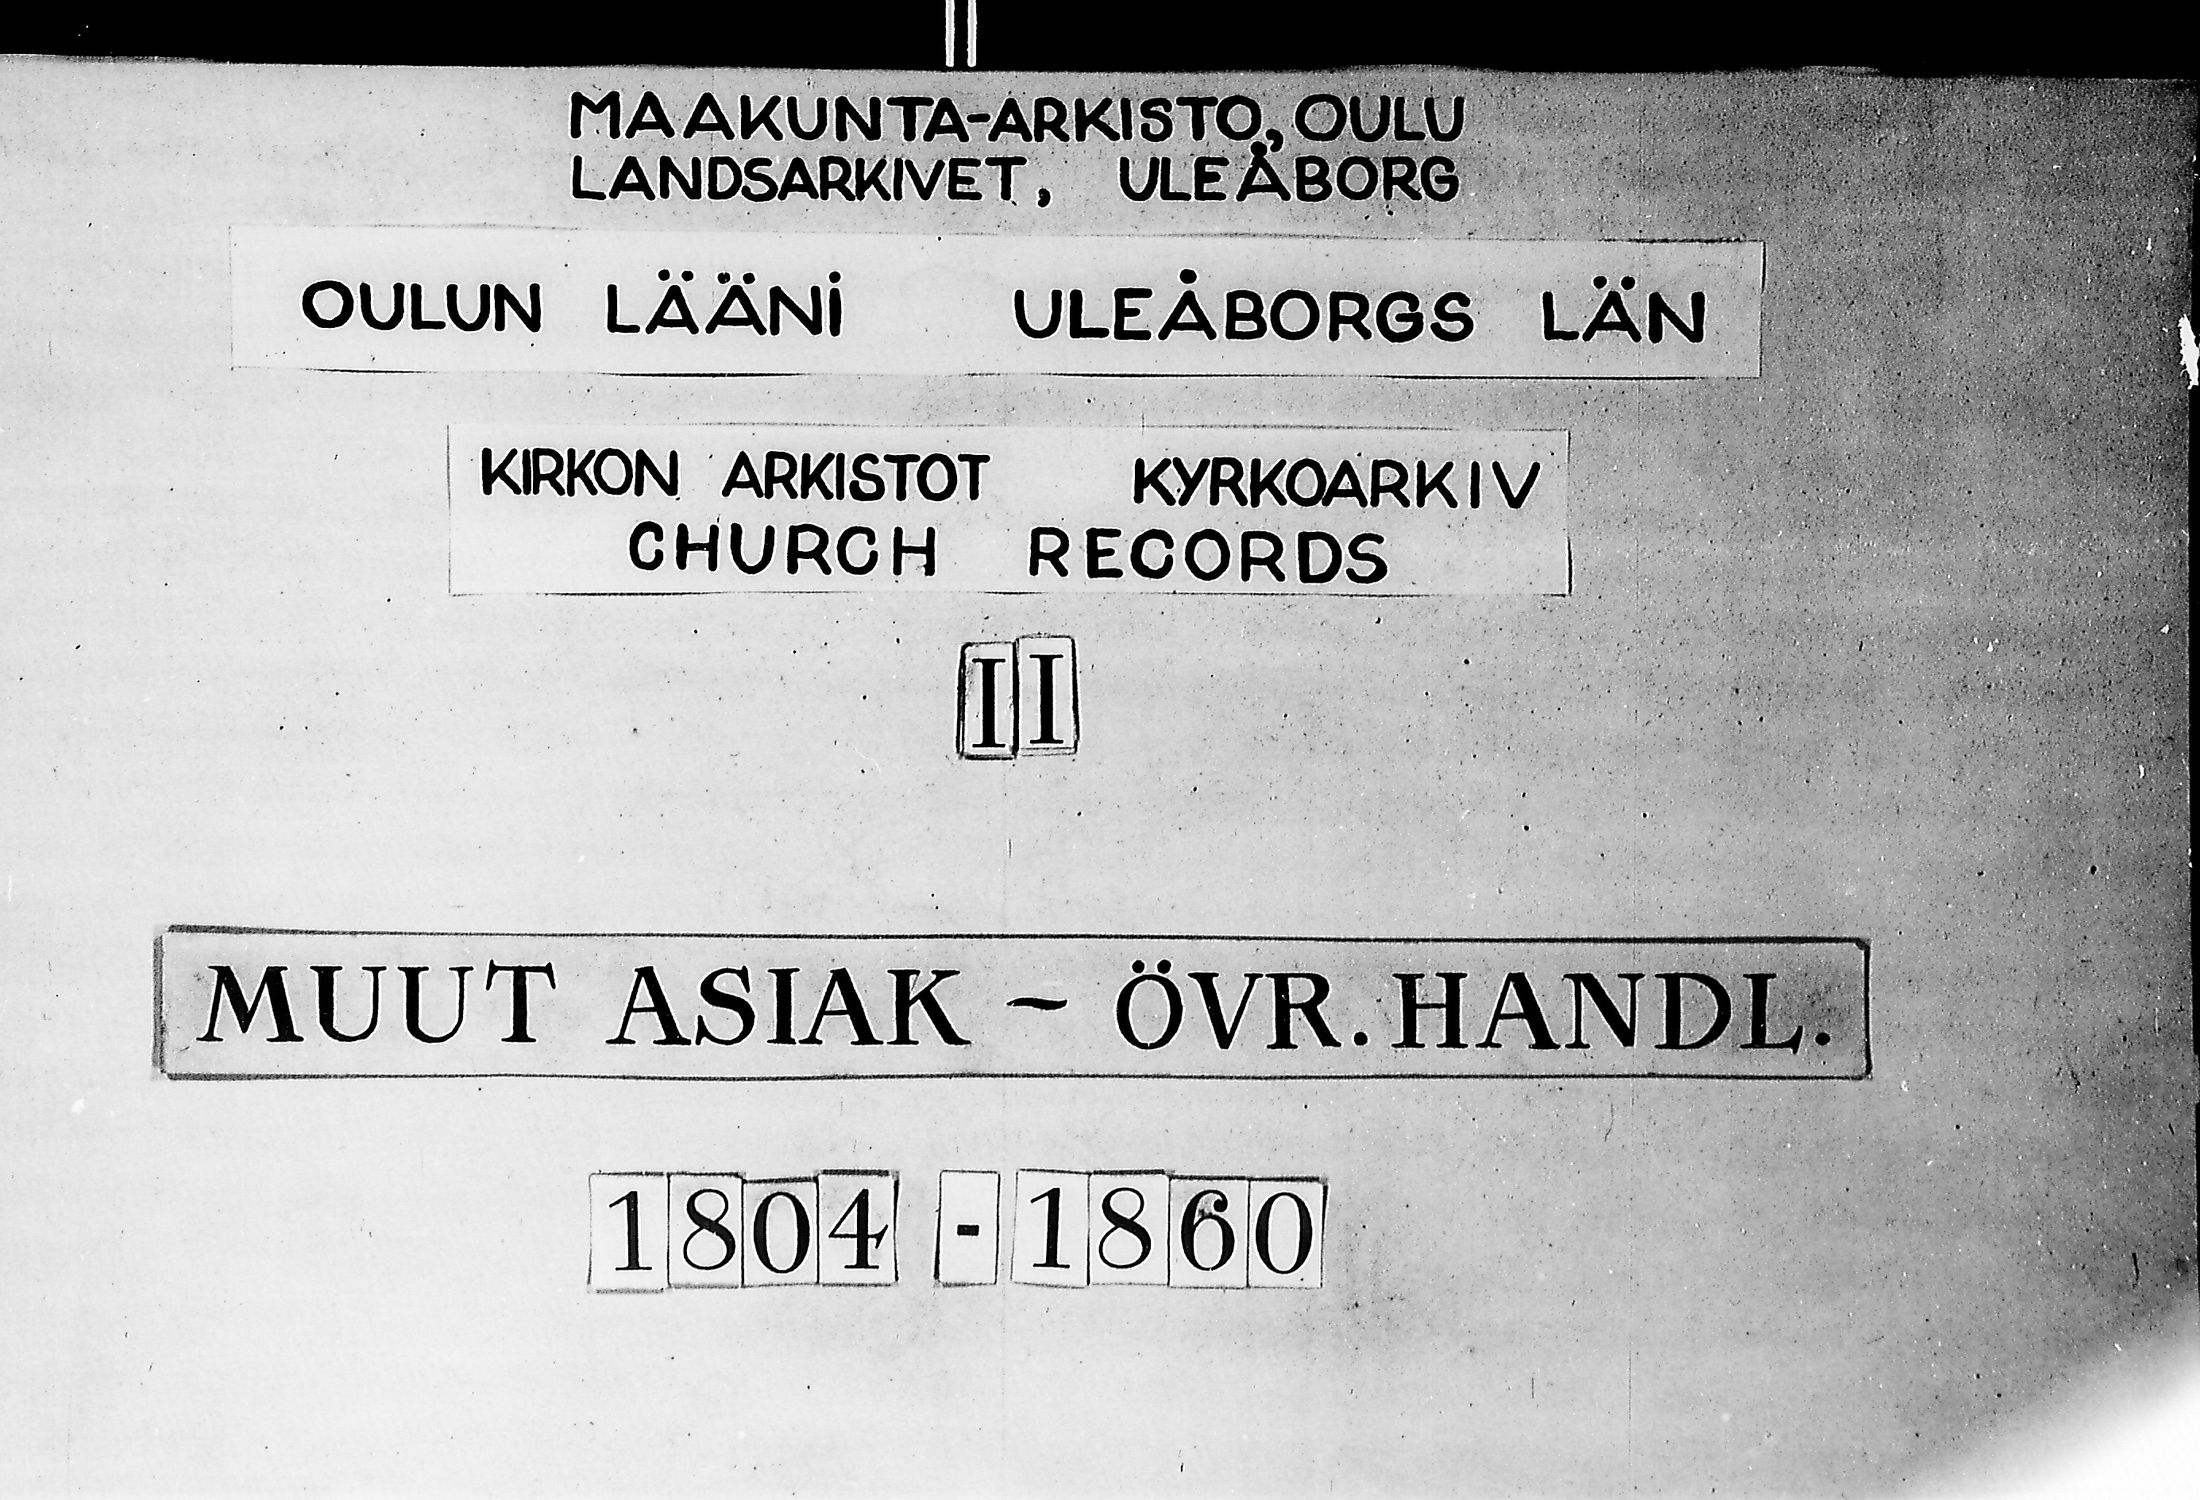 MAAKUNTA-ARKISTO, OULU
LANDSARKIVET, ULEÅBORG
OULUN LÄÄNI ULEÅBORGS LÄN
KIRKON ARKISTOT KYRKOARKIV
CHURCH RECORDS
II
MUUT ASIAK ~ ÖVR. HANDL.
1804 - 1860